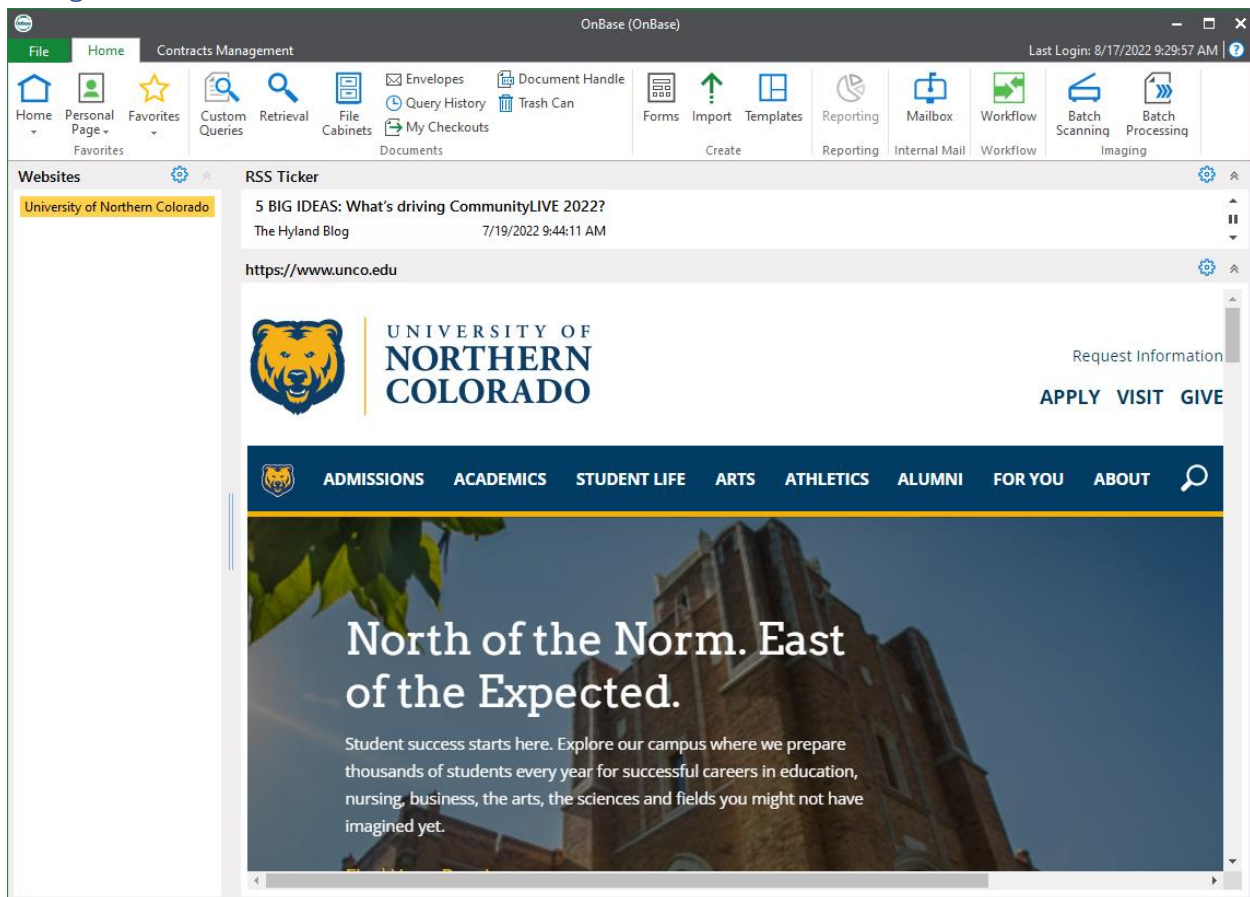 OnBase (OnBase)
File Home Contracts Management Last Login: 8/17/2022 9:29:57 AM
Envelopes Document Handle
Query History Trash Can
My Checkouts
Home Personal Page Favorites Custom Queries Retrieval File Cabinets Forms Import Templates Reporting Mailbox Workflow Batch Scanning Batch Processing
Favorites Documents Create Reporting Internal Mail Workflow Imaging
Websites
University of Northern Colorado
RSS Ticker
5 BIG IDEAS: What's driving CommunityLIVE 2022?
The Hyland Blog 7/19/2022 9:44:11 AM
https://www.unco.edu
UNIVERSITY OF
NORTHERN
COLORADO
Request Information
APPLY VISIT GIVE
ADMISSIONS ACADEMICS STUDENT LIFE ARTS ATHLETICS ALUMNI FOR YOU ABOUT
North of the Norm. East
of the Expected.
Student success starts here. Explore our campus where we prepare
thousands of students every year for successful careers in education,
nursing, business, the arts, the sciences and fields you might not have
imagined yet.